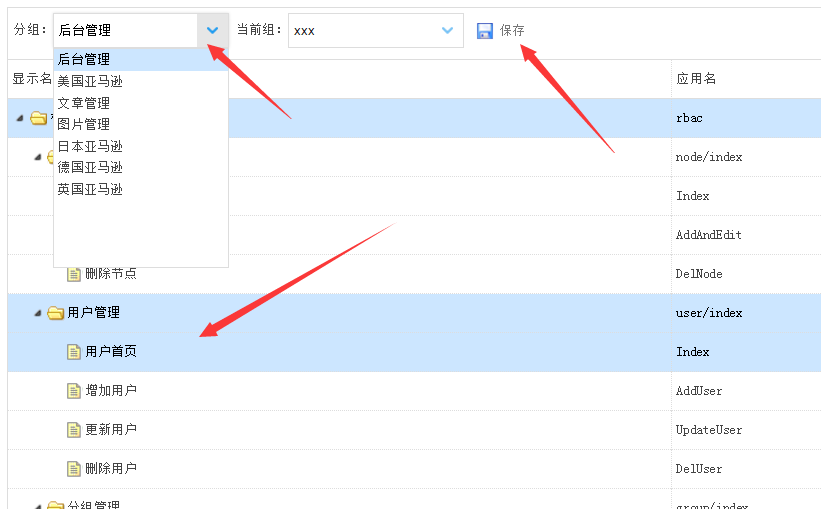 分组： 后台管理 当前组： xxx 保存
后台管理
美国亚马逊
文章管理
图片管理
日本亚马逊
德国亚马逊
英国亚马逊
显示名 应用名
rbac
node/index
Index
AddAndEdit
删除节点 DelNode
用户管理 user/index
用户首页 Index
增加用户 AddUser
更新用户 UpdateUser
删除用户 DelUser
分组管理 group/index